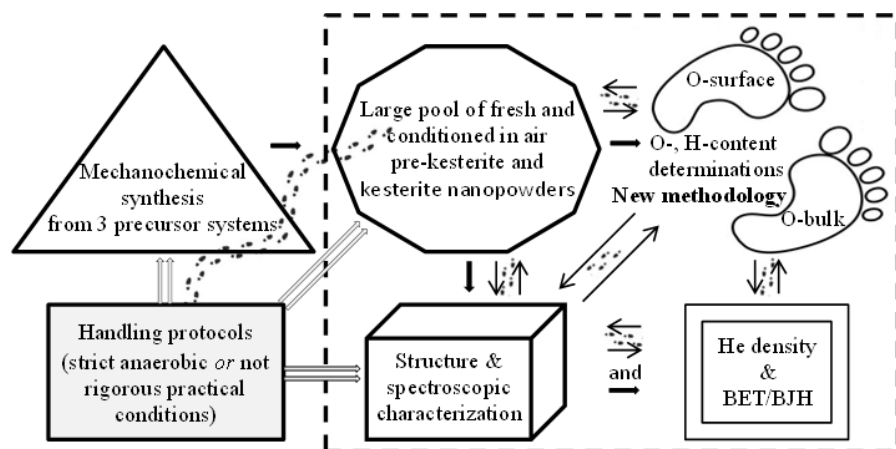 Mechanochemical
synthesis
from 3 precursor systems
Large pool of fresh and
conditioned in air
pre-kesterite and
kesterite nanopowders
O-surface
O-, H-content
determinations
New methodology
O-bulk
Handling protocols
(strict anaerobic or not
rigorous practical
conditions)
Structure &
spectroscopic
characterization
and
He density
&
BET/BJH